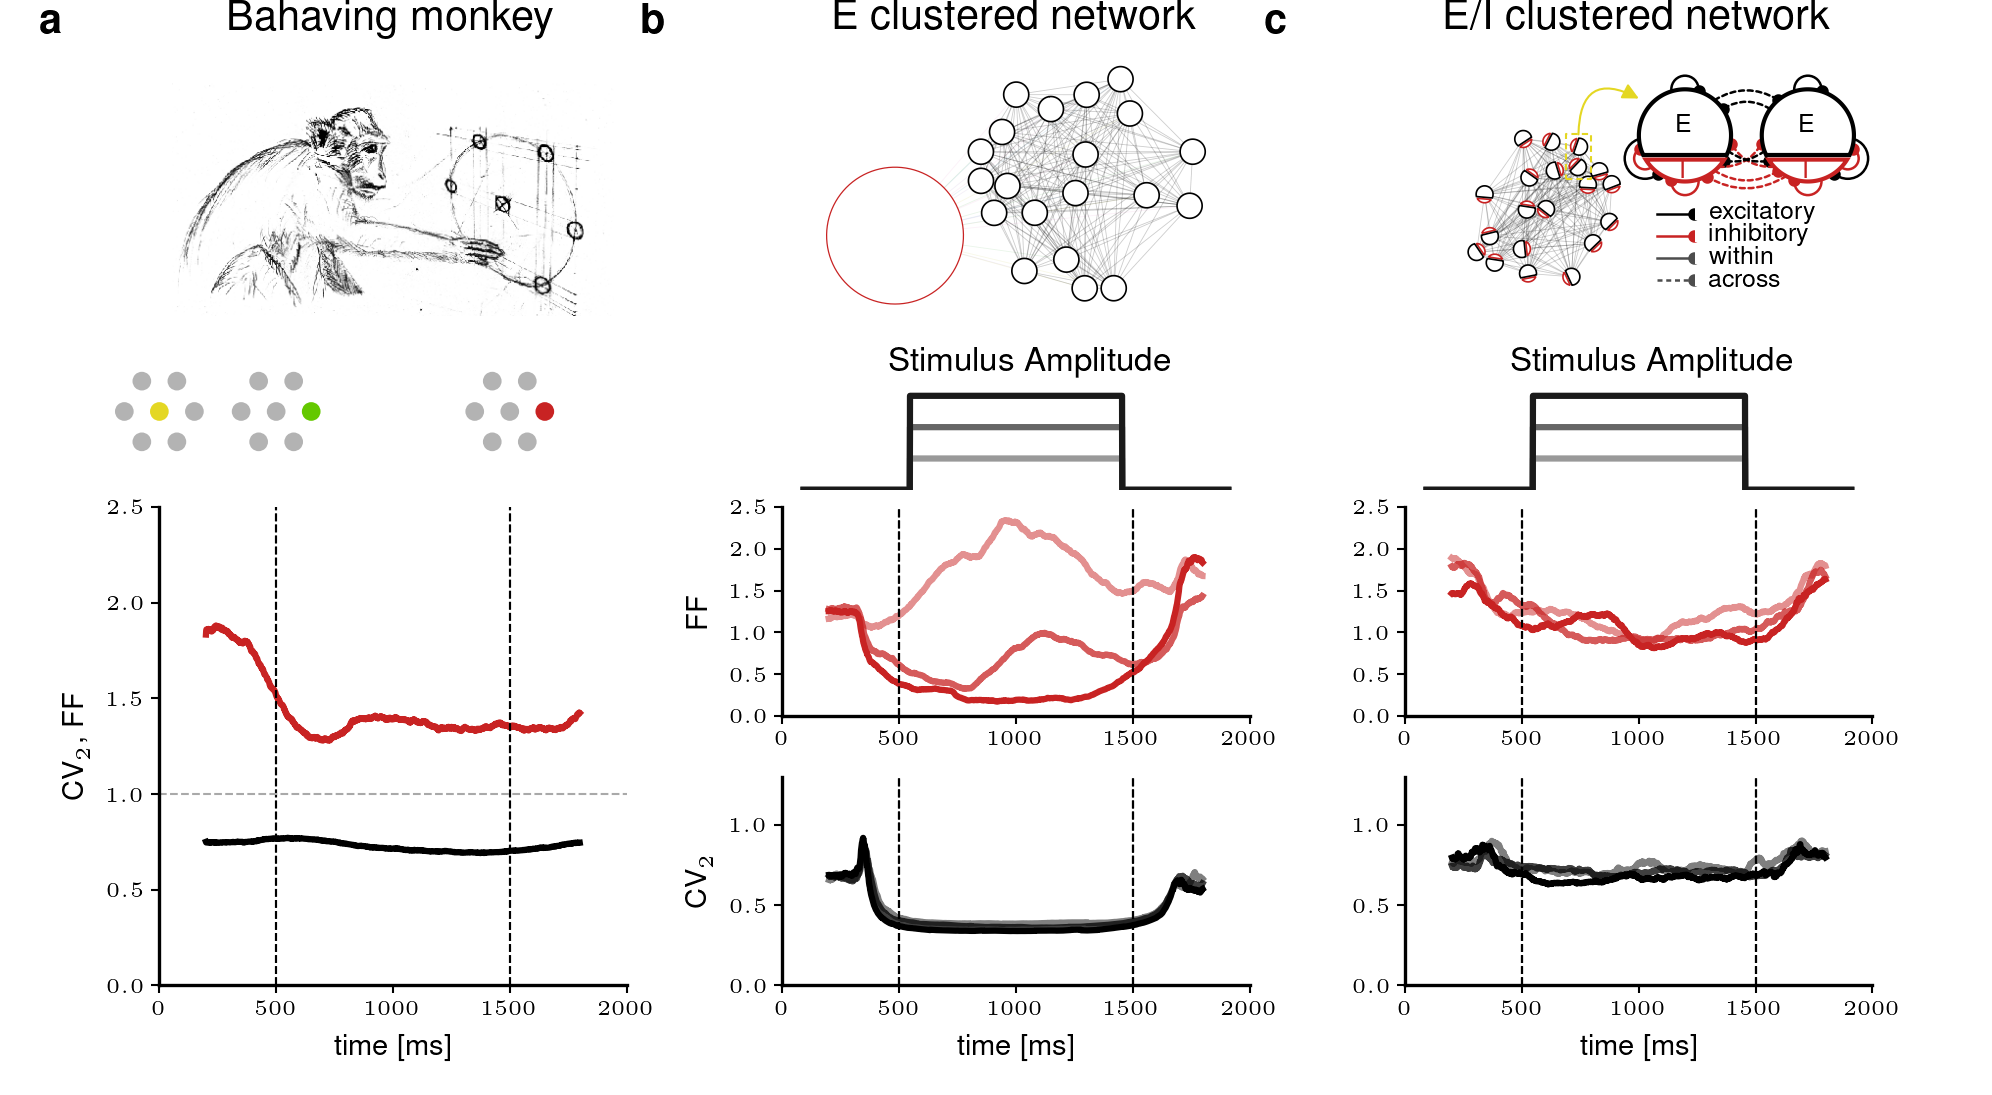 a Bahaving monkey
2.5
2.0
1.5
1.0
0.5
0.0
CV2, FF
0 500 1000 1500 2000
time [ms]
b E clustered network
Stimulus Amplitude
2.5
2.0
1.5
1.0
0.5
0.0
FF
0 500 1000 1500 2000
1.0
0.5
0.0
CV2
0 500 1000 1500 2000
time [ms]
c E/I clustered network
E E
I I
excitatory
inhibitory
within
across
Stimulus Amplitude
2.5
2.0
1.5
1.0
0.5
0.0
0 500 1000 1500 2000
1.0
0.5
0.0
0 500 1000 1500 2000
time [ms]